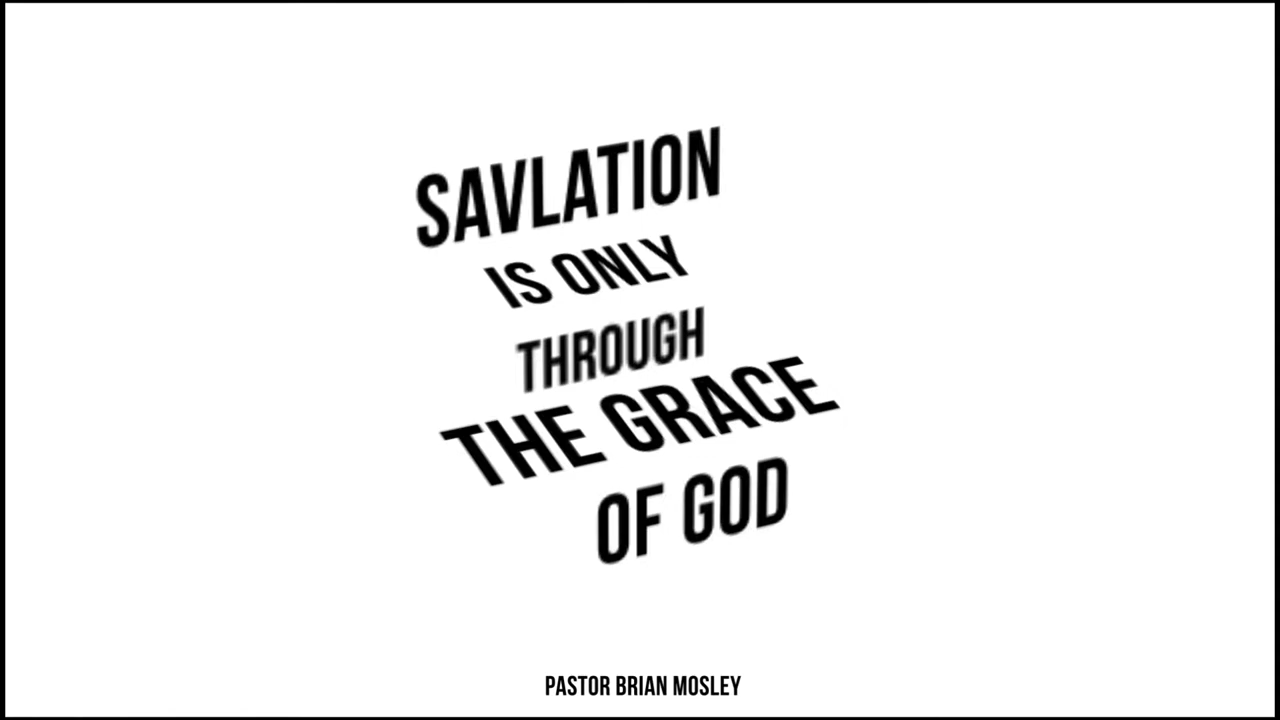 SAVLATION
IS ONLY
THROUGH
THE GRACE
OF GOD
PASTOR BRIAN MOSLEY